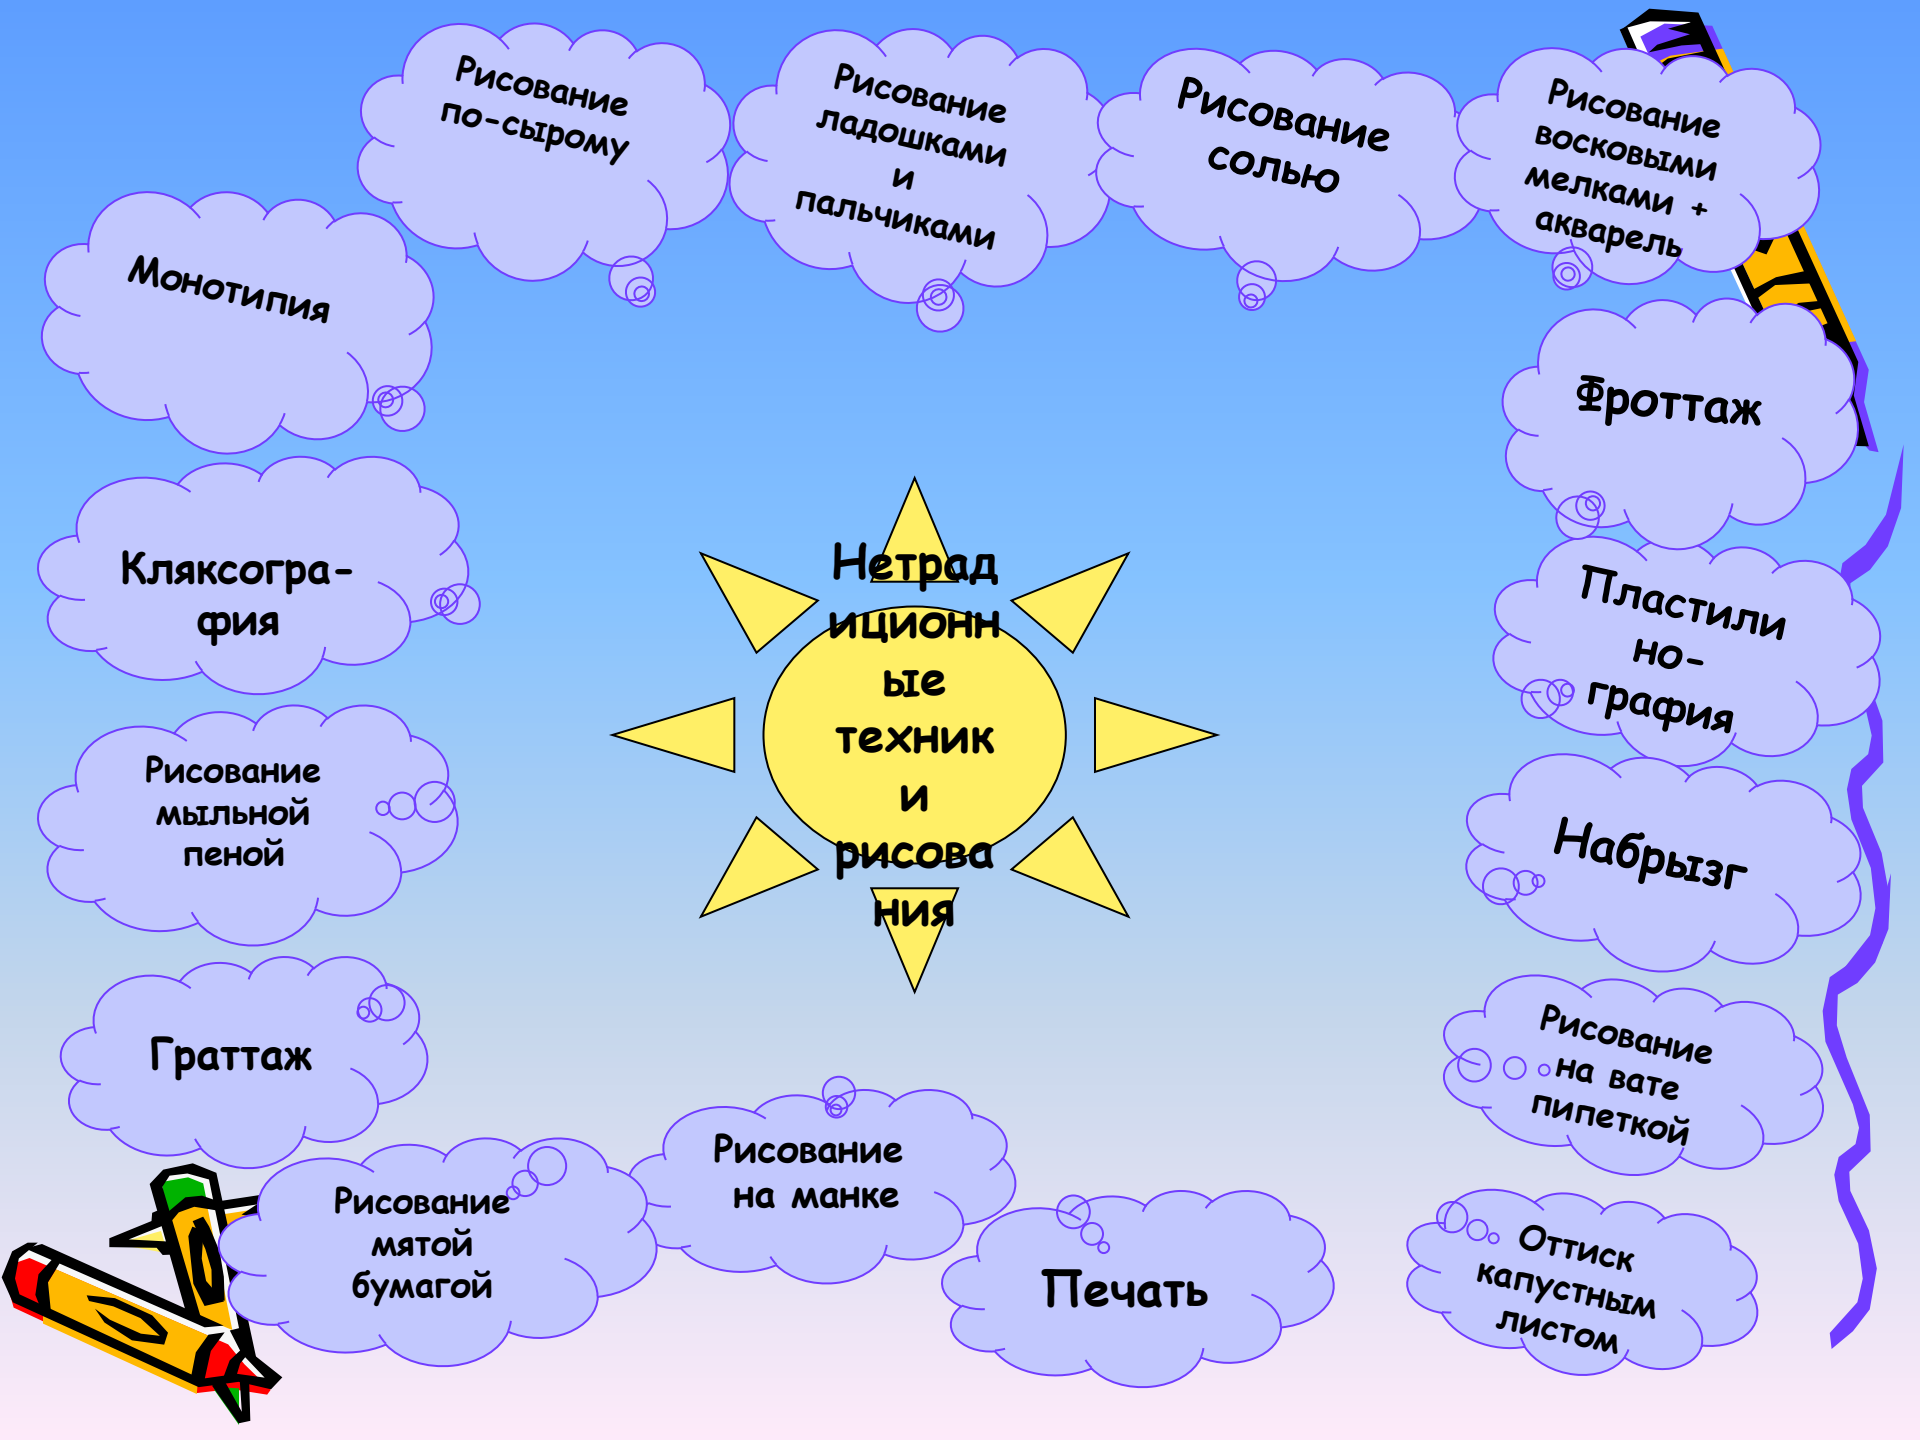 Рисование
по-сырому
Рисование
ладошками
и
пальчиками
Рисование
солью
Рисование
восковыми
мелками +
акварель
Монотипия
Фроттаж
Кляксогра-
фия
Нетрад
иционн
ые
техник
и
рисова
ния
Пластили
но-
графия
Рисование
мыльной
пеной
Набрызг
Граттаж
Рисование
на вате
пипеткой
Рисование
мятой
бумагой
Рисование
на манке
Печать
Оттиск
капустным
листом